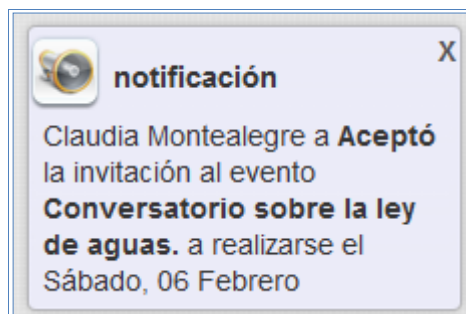 X
notificación
Claudia Montealegre a Aceptó
la invitación al evento
Conversatorio sobre la ley
de aguas. a realizarse el
Sábado, 06 Febrero